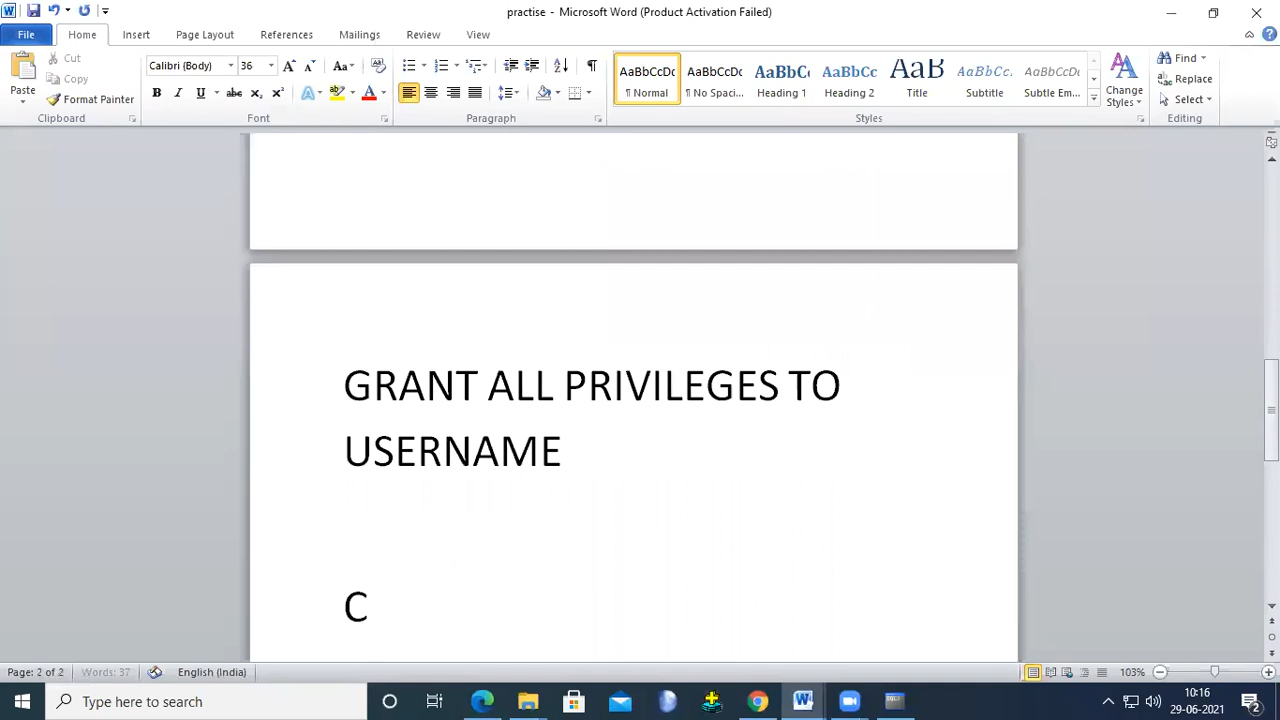 practise - Microsoft Word (Product Activation Failed)
File Home Insert Page Layout References Mailings Review View
Cut
Copy
Format Painter
Paste
Clipboard
Calibri (Body) 36
Font
Paragraph
AaBbCcDc AaBbCcDc AaBbC AaBbCc AaB AaBbCcL AaBbCcDc
¶ Normal ¶ No Spaci... Heading 1 Heading 2 Title Subtitle Subtle Em...
Styles
Change
Styles
Find
Replace
Select
Editing
GRANT ALL PRIVILEGES TO
USERNAME
C
Page: 2 of 2 Words: 37 English (India) 103%
Type here to search
10:16
29-06-2021